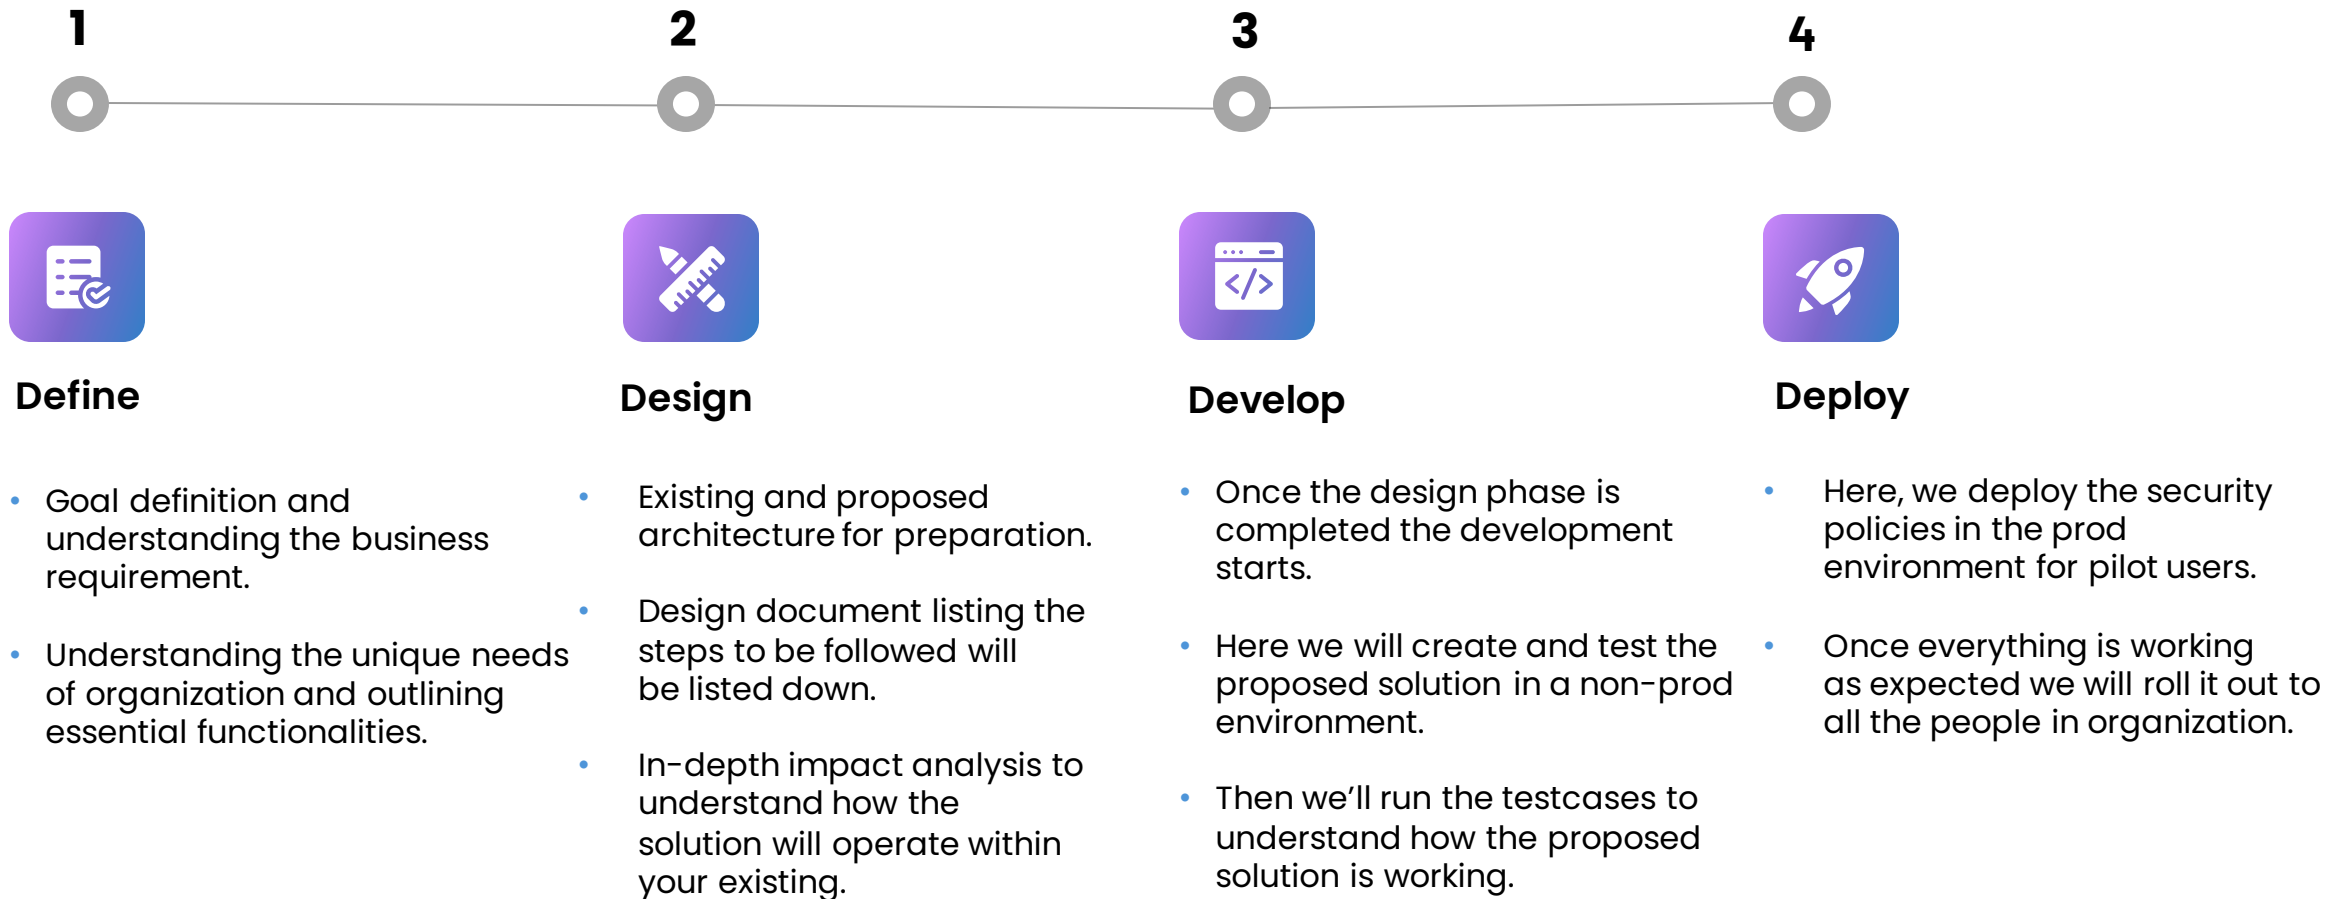 1
2
3
4
Define
• Goal definition and
understanding the business
requirement.
• Understanding the unique needs
of organization and outlining
essential functionalities.
Design
• Existing and proposed
architecture for preparation.
• Design document listing the
steps to be followed will
be listed down.
• In-depth impact analysis to
understand how the
solution will operate within
your existing.
Develop
• Once the design phase is
completed the development
starts.
• Here we will create and test the
proposed solution in a non-prod
environment.
• Then we’ll run the testcases to
understand how the proposed
solution is working.
Deploy
• Here, we deploy the security
policies in the prod
environment for pilot users.
• Once everything is working
as expected we will roll it out to
all the people in organization.